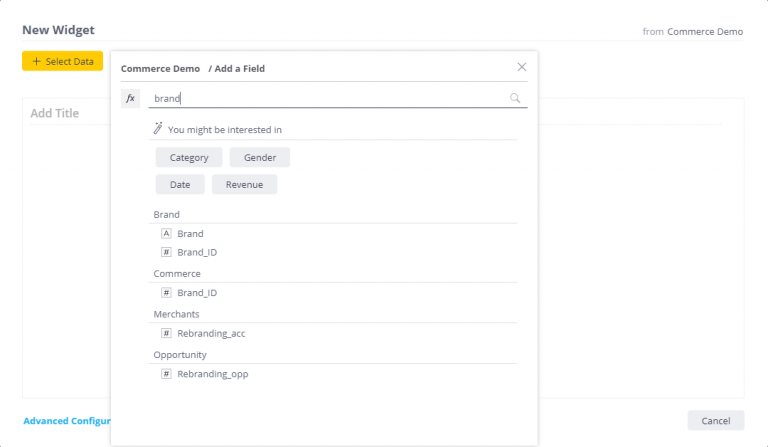 New Widget
from Commerce Demo
+ Select Data
Commerce Demo / Add a Field
Add Title
fx brand
You might be interested in
Category Gender
Date Revenue
Brand
A Brand
# Brand_ID
Commerce
# Brand_ID
Merchants
# Rebranding_acc
Opportunity
# Rebranding_opp
Advanced Configur
Cancel